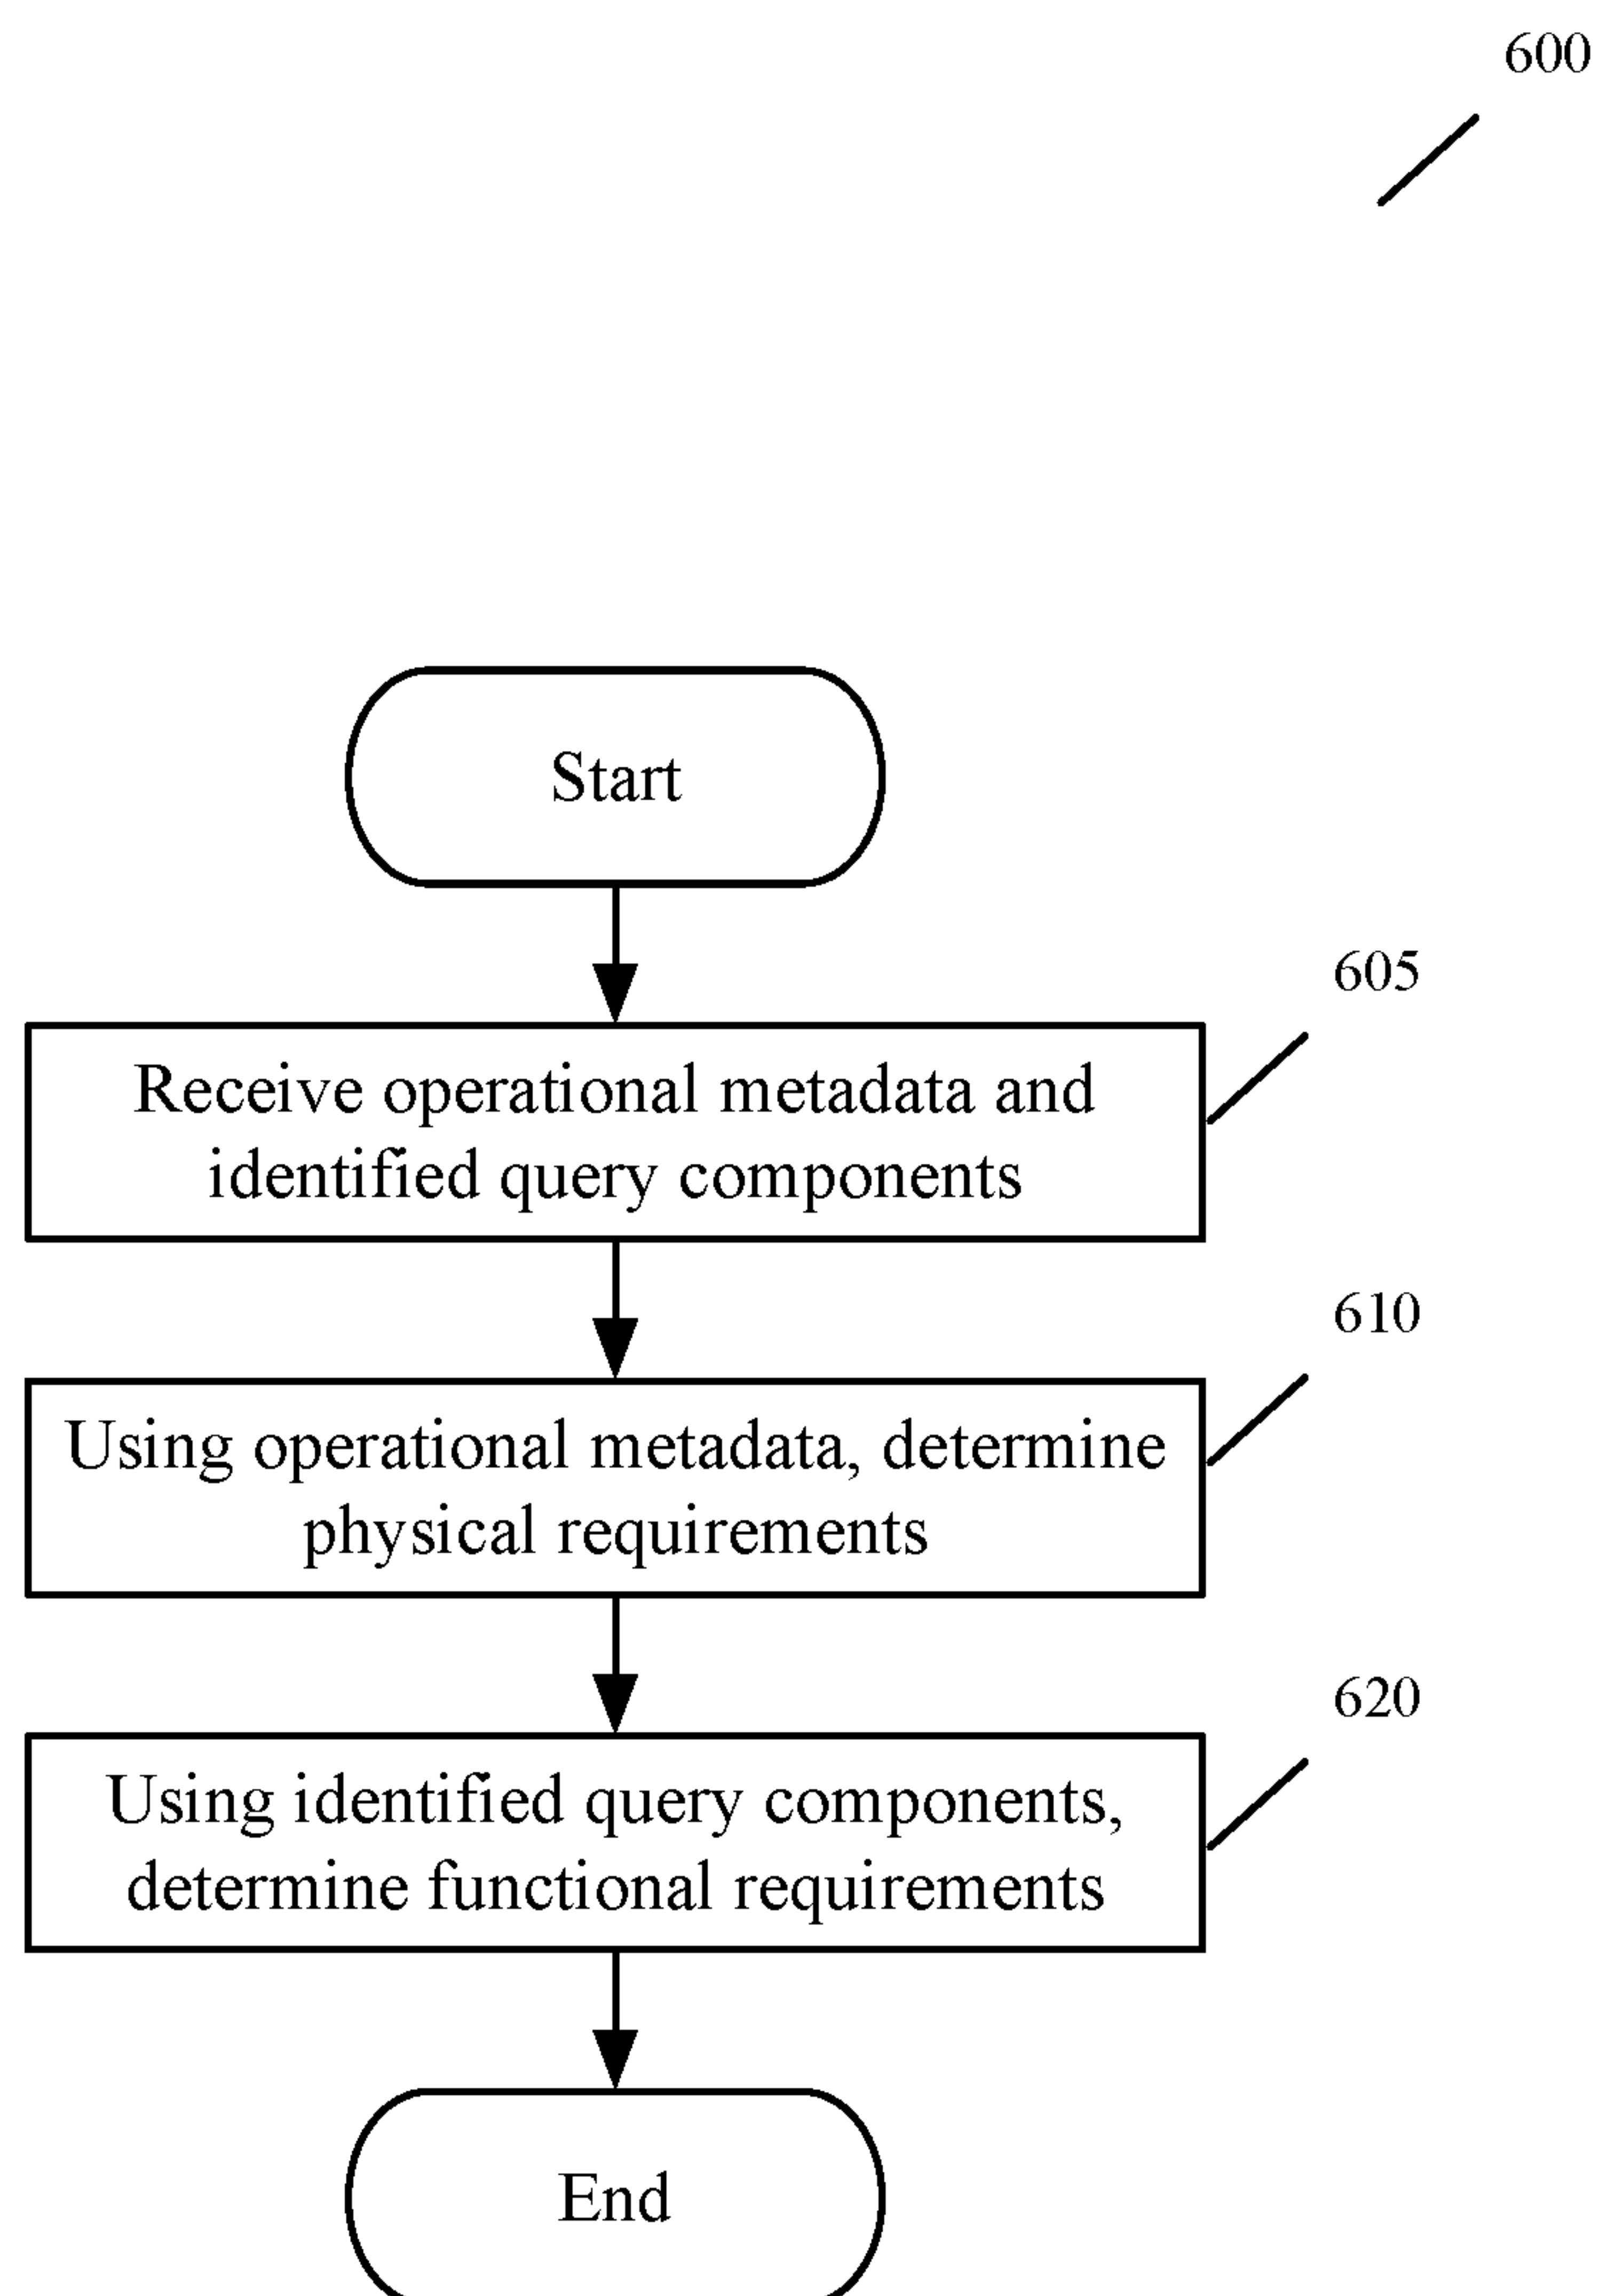 600
Start
605
Receive operational metadata and
identified query components
610
Using operational metadata, determine
physical requirements
620
Using identified query components,
determine functional requirements
End